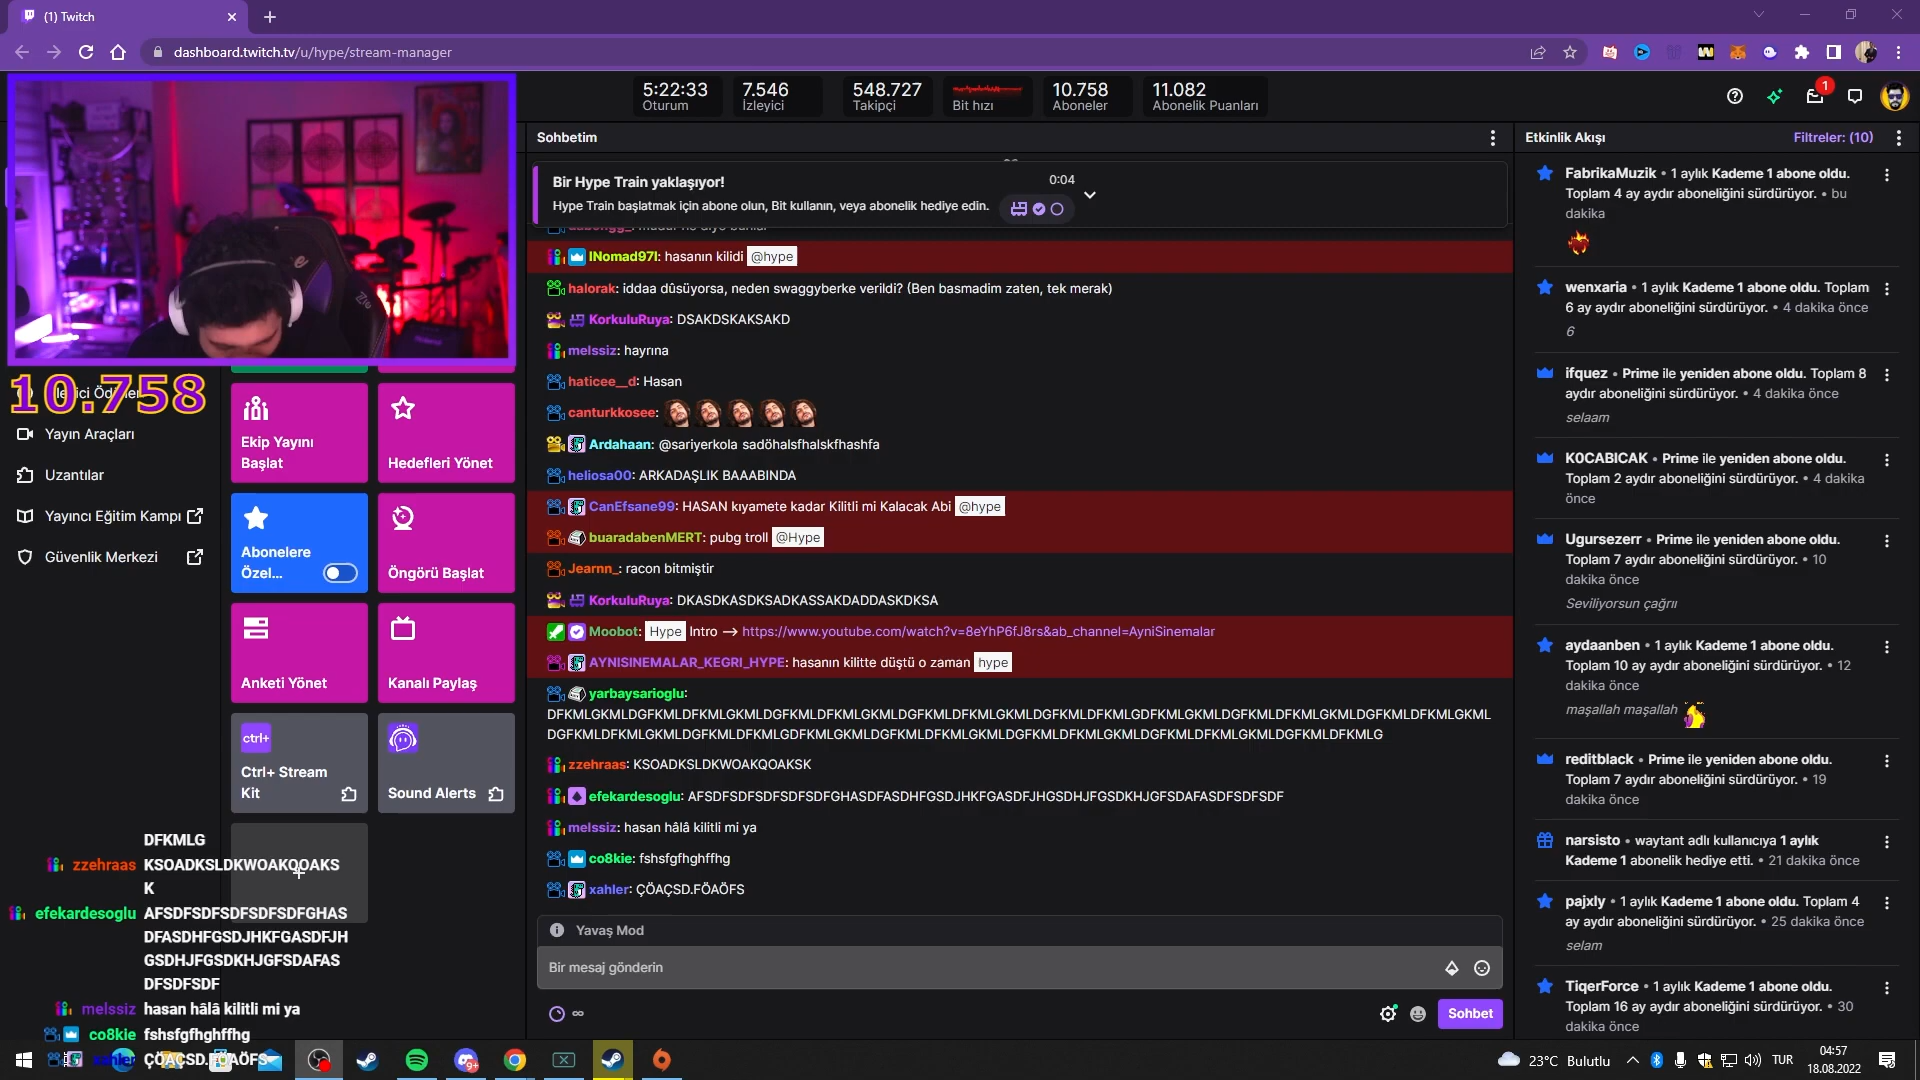 (1) Twitch
dashboard.twitch.tv/u/hype/stream-manager
5:22:33
Oturum
7.546
İzleyici
548.727
Takipçi
Bit hızı
10.758
Aboneler
11.082
Abonelik Puanları
1
10.758
Yayın Araçları
Uzantılar
Yayıncı Eğitim Kampı
Güvenlik Merkezi
Ekip Yayını
Başlat
Hedefleri Yönet
Abonelere
Özel...
Öngörü Başlat
Anketi Yönet
Kanalı Paylaş
ctrl+
Ctrl+ Stream
Kit
Sound Alerts
DFKMLG
zzehraas KSOADKSLDKWOAKQOAKS
K
efekardesoglu AFSDFSDFSDFSDFSDFGHAS
DFASDHFGSDJHKFGASDFJH
GSDHJFGSDKHJGFSDAFAS
DFSDFSDF
melssiz hasan hâlâ kilitli mi ya
co8kie fshsfgfhghffhg
xahler ÇÖAÇSD.FÖAÖFS
Sohbetim
Bir Hype Train yaklaşıyor!
0:04
Hype Train başlatmak için abone olun, Bit kullanın, veya abonelik hediye edin.
INomad97I: hasanın kilidi @hype
halorak: iddaa dûsüyorsa, neden swaggyberke verildi? (Ben basmadim zaten, tek merak)
KorkuluRuya: DSAKDSKAKSAKD
melssiz: hayrına
haticee__d: Hasan
canturkkosee:
Ardahaan: @sariyerkola sadöhalsfhalskfhashfa
heliosa00: ARKADAŞLIK BAAABINDA
CanEfsane99: HASAN kıyamete kadar Kilitli mi Kalacak Abi @hype
buaradabenMERT: pubg troll @Hype
Jearnn_: racon bitmiştir
KorkuluRuya: DKASDKASDKSADKASSAKDADDASKDKSA
Moobot: Hype Intro → https://www.youtube.com/watch?v=8eYhP6fJ8rs&ab_channel=AyniSinemalar
AYNISINEMALAR_KEGRI_HYPE: hasanın kilitte düştü o zaman hype
yarbaysarioglu:
DFKMLGKMLDGFKMLDFKMLGKMLDGFKMLDFKMLGKMLDGFKMLDFKMLGKMLDGFKMLDFKMLGDFKMLGKMLDGFKMLDFKMLGKMLDGFKMLDFKMLGKML
DGFKMLDFKMLGKMLDGFKMLDFKMLGDFKMLGKMLDGFKMLDFKMLGKMLDGFKMLDFKMLGKMLDGFKMLDFKMLGKMLDGFKMLDFKMLG
zzehraas: KSOADKSLDKWOAKQOAKSK
efekardesoglu: AFSDFSDFSDFSDFSDFGHASDFASDHFGSDJHKFGASDFJHGSDHJFGSDKHJGFSDAFASDFSDFSDF
melssiz: hasan hâlâ kilitli mi ya
co8kie: fshsfgfhghffhg
xahler: ÇÖAÇSD.FÖAÖFS
Yavaş Mod
Bir mesaj gönderin
Sohbet
Etkinlik Akışı
Filtreler: (10)
FabrikaMuzik • 1 aylık Kademe 1 abone oldu.
Toplam 4 ay aydır aboneliğini sürdürüyor. • bu
dakika
wenxaria • 1 aylık Kademe 1 abone oldu. Toplam
6 ay aydır aboneliğini sürdürüyor. • 4 dakika önce
6
ifquez • Prime ile yeniden abone oldu. Toplam 8
aydır aboneliğini sürdürüyor. • 4 dakika önce
selaam
K0CABICAK • Prime ile yeniden abone oldu.
Toplam 2 aydır aboneliğini sürdürüyor. • 4 dakika
önce
Ugursezerr • Prime ile yeniden abone oldu.
Toplam 7 aydır aboneliğini sürdürüyor. • 10
dakika önce
Seviliyorsun çağrıı
aydaanben • 1 aylık Kademe 1 abone oldu.
Toplam 10 ay aydır aboneliğini sürdürüyor. • 12
dakika önce
maşallah maşallah
reditblack • Prime ile yeniden abone oldu.
Toplam 7 aydır aboneliğini sürdürüyor. • 19
dakika önce
narsisto • waytant adlı kullanıcıya 1 aylık
Kademe 1 abonelik hediye etti. • 21 dakika önce
pajxly • 1 aylık Kademe 1 abone oldu. Toplam 4
ay aydır aboneliğini sürdürüyor. • 25 dakika önce
selam
TiqerForce • 1 aylık Kademe 1 abone oldu.
Toplam 16 ay aydır aboneliğini sürdürüyor. • 30
dakika önce
23°C Bulutlu
TUR
04:57
18.08.2022